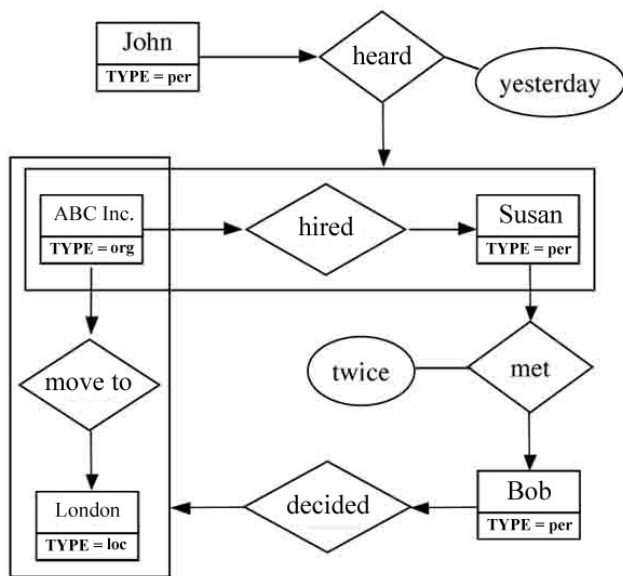 John
TYPE = per
heard
yesterday
ABC Inc.
TYPE = org
hired
Susan
TYPE = per
move to
twice
met
London
TYPE = loc
decided
Bob
TYPE = per